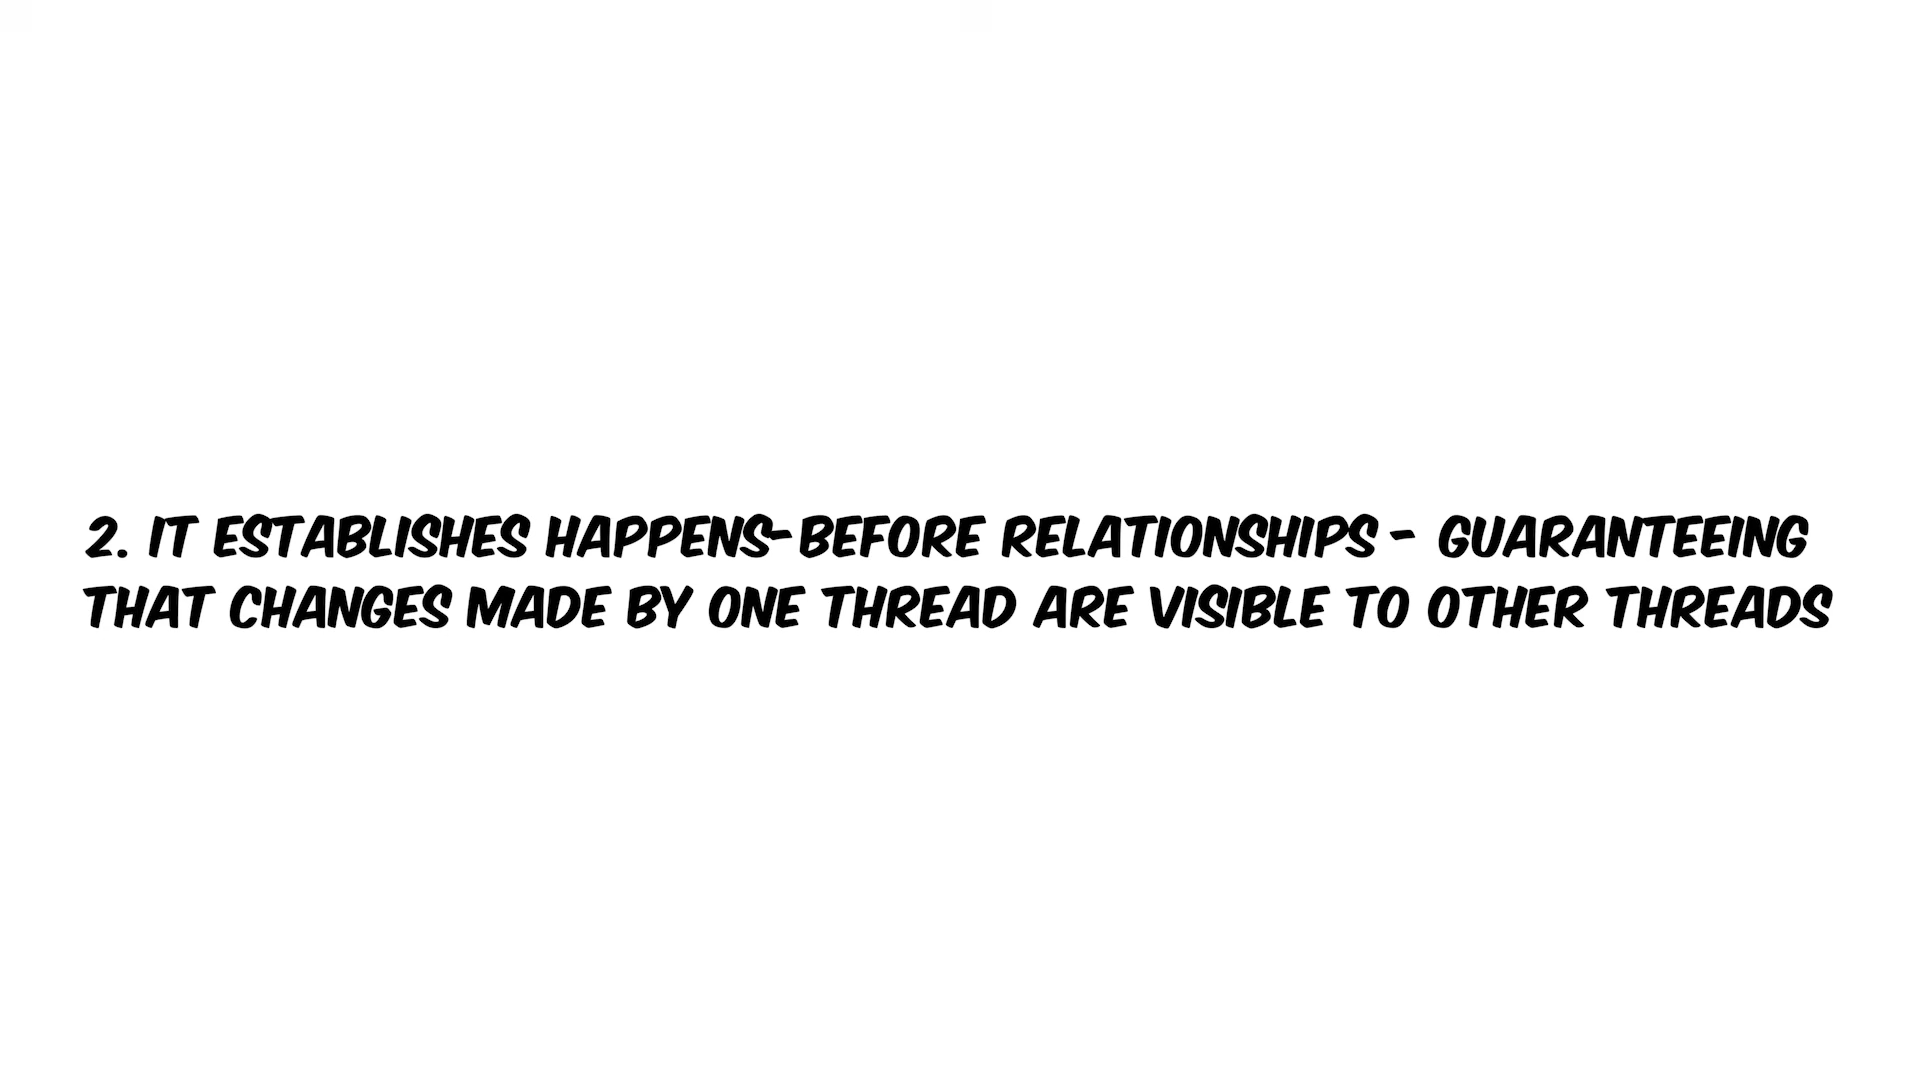 2. IT ESTABLISHES HAPPENS-BEFORE RELATIONSHIPS - GUARANTEEING
THAT CHANGES MADE BY ONE THREAD ARE VISIBLE TO OTHER THREADS